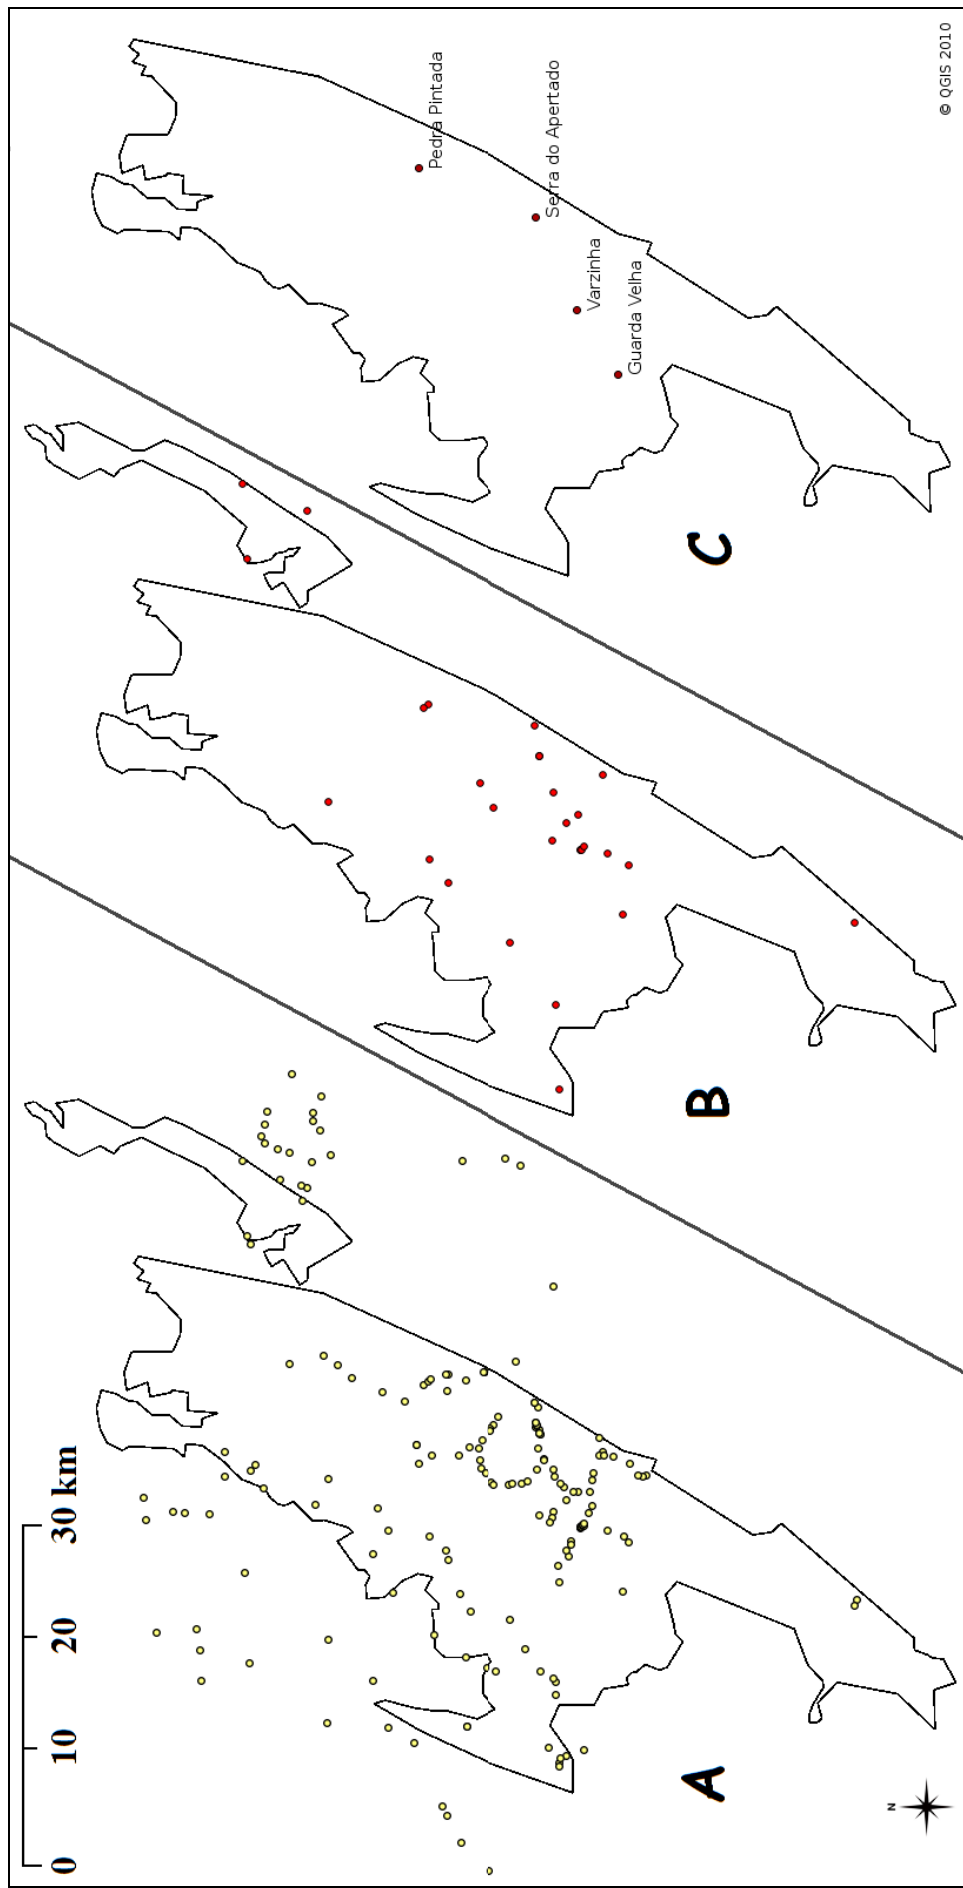 0 10 20 30 km
N
A
B
C
Guarda Velha
Varzinha
Serra do Apertado
Pedra Pintada
© QGIS 2010